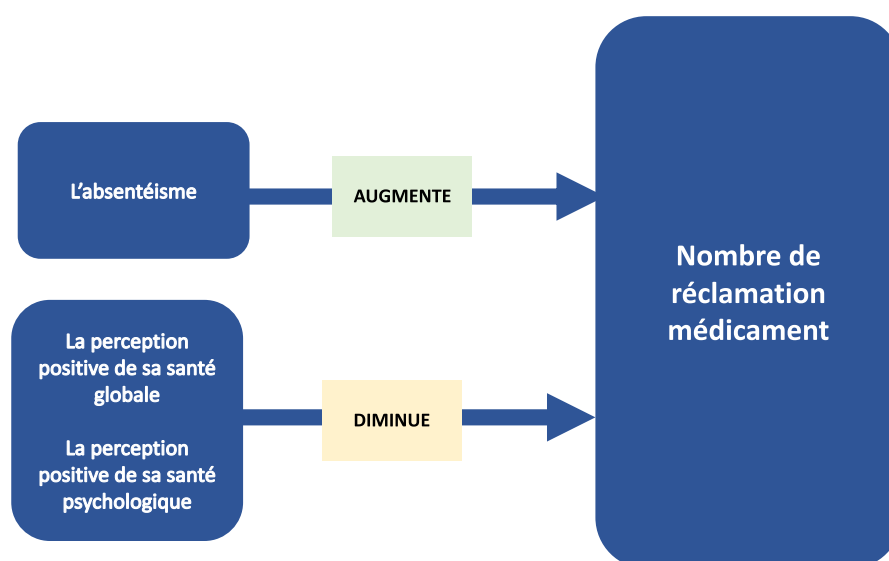 L'absentéisme
AUGMENTE
Nombre de
réclamation
médicament
La perception
positive de sa santé
globale
La perception
positive de sa santé
psychologique
DIMINUE